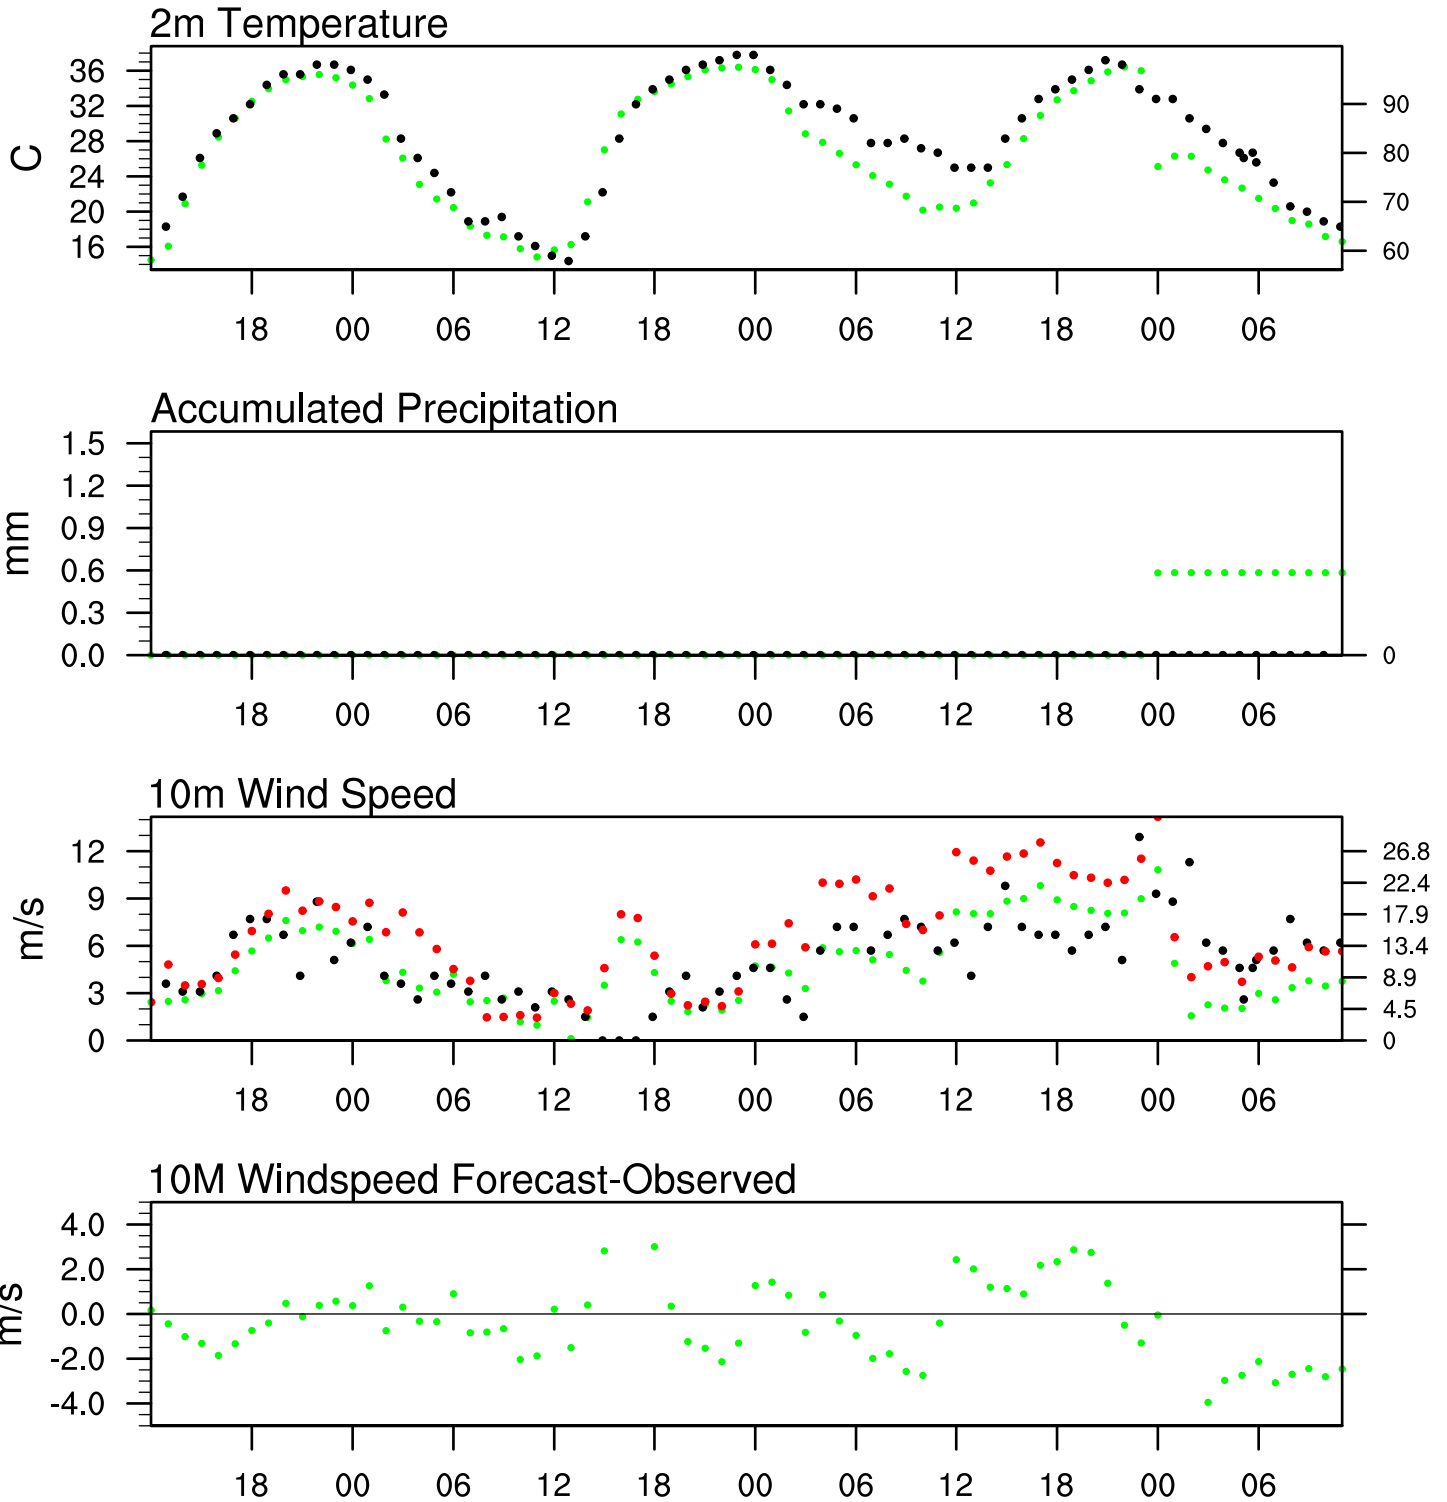 2m Temperature
C
36
32
28
24
20
16
90
80
70
60
18 00 06 12 18 00 06 12 18 00 06
Accumulated Precipitation
mm
1.5
1.2
0.9
0.6
0.3
0.0
0
18 00 06 12 18 00 06 12 18 00 06
10m Wind Speed
m/s
12
9
6
3
0
26.8
22.4
17.9
13.4
8.9
4.5
0
18 00 06 12 18 00 06 12 18 00 06
10M Windspeed Forecast-Observed
m/s
4.0
2.0
0.0
-2.0
-4.0
18 00 06 12 18 00 06 12 18 00 06